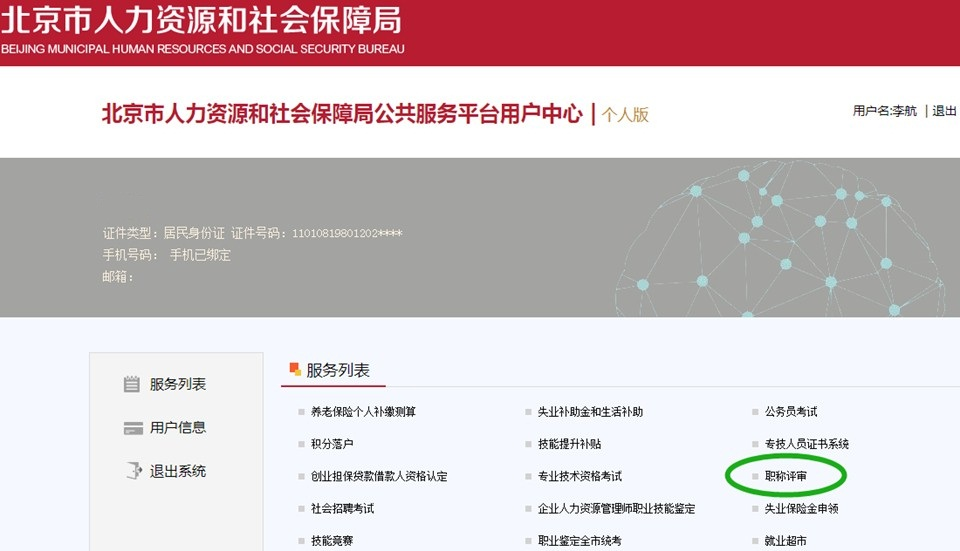 北京市人力资源和社会保障局
BEIJING MUNICIPAL HUMAN RESOURCES AND SOCIAL SECURITY BUREAU
北京市人力资源和社会保障局公共服务平台用户中心 | 个人版
用户名:李航 | 退出
证件类型：居民身份证 证件号码：11010819801202****
手机号码： 手机已绑定
邮箱：
服务列表
用户信息
退出系统
服务列表
养老保险个人补缴测算 失业补助金和生活补助 公务员考试
积分落户 技能提升补贴 专技人员证书系统
创业担保贷款借款人资格认定 专业技术资格考试 职称评审
社会招聘考试 企业人力资源管理师职业技能鉴定 失业保险金申领
技能竞赛 职业鉴定全市统考 就业超市